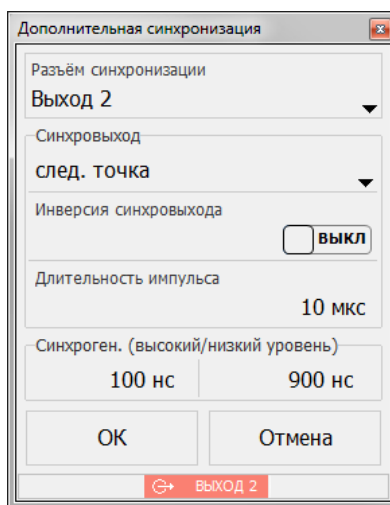 Дополнительная синхронизация
Разъём синхронизации
Выход 2
Синхровыход
след. точка
Инверсия синхровыхода
ВЫКЛ
Длительность импульса
10 мкс
Синхроген. (высокий/низкий уровень)
100 нс 900 нс
ОК Отмена
ВЫХОД 2